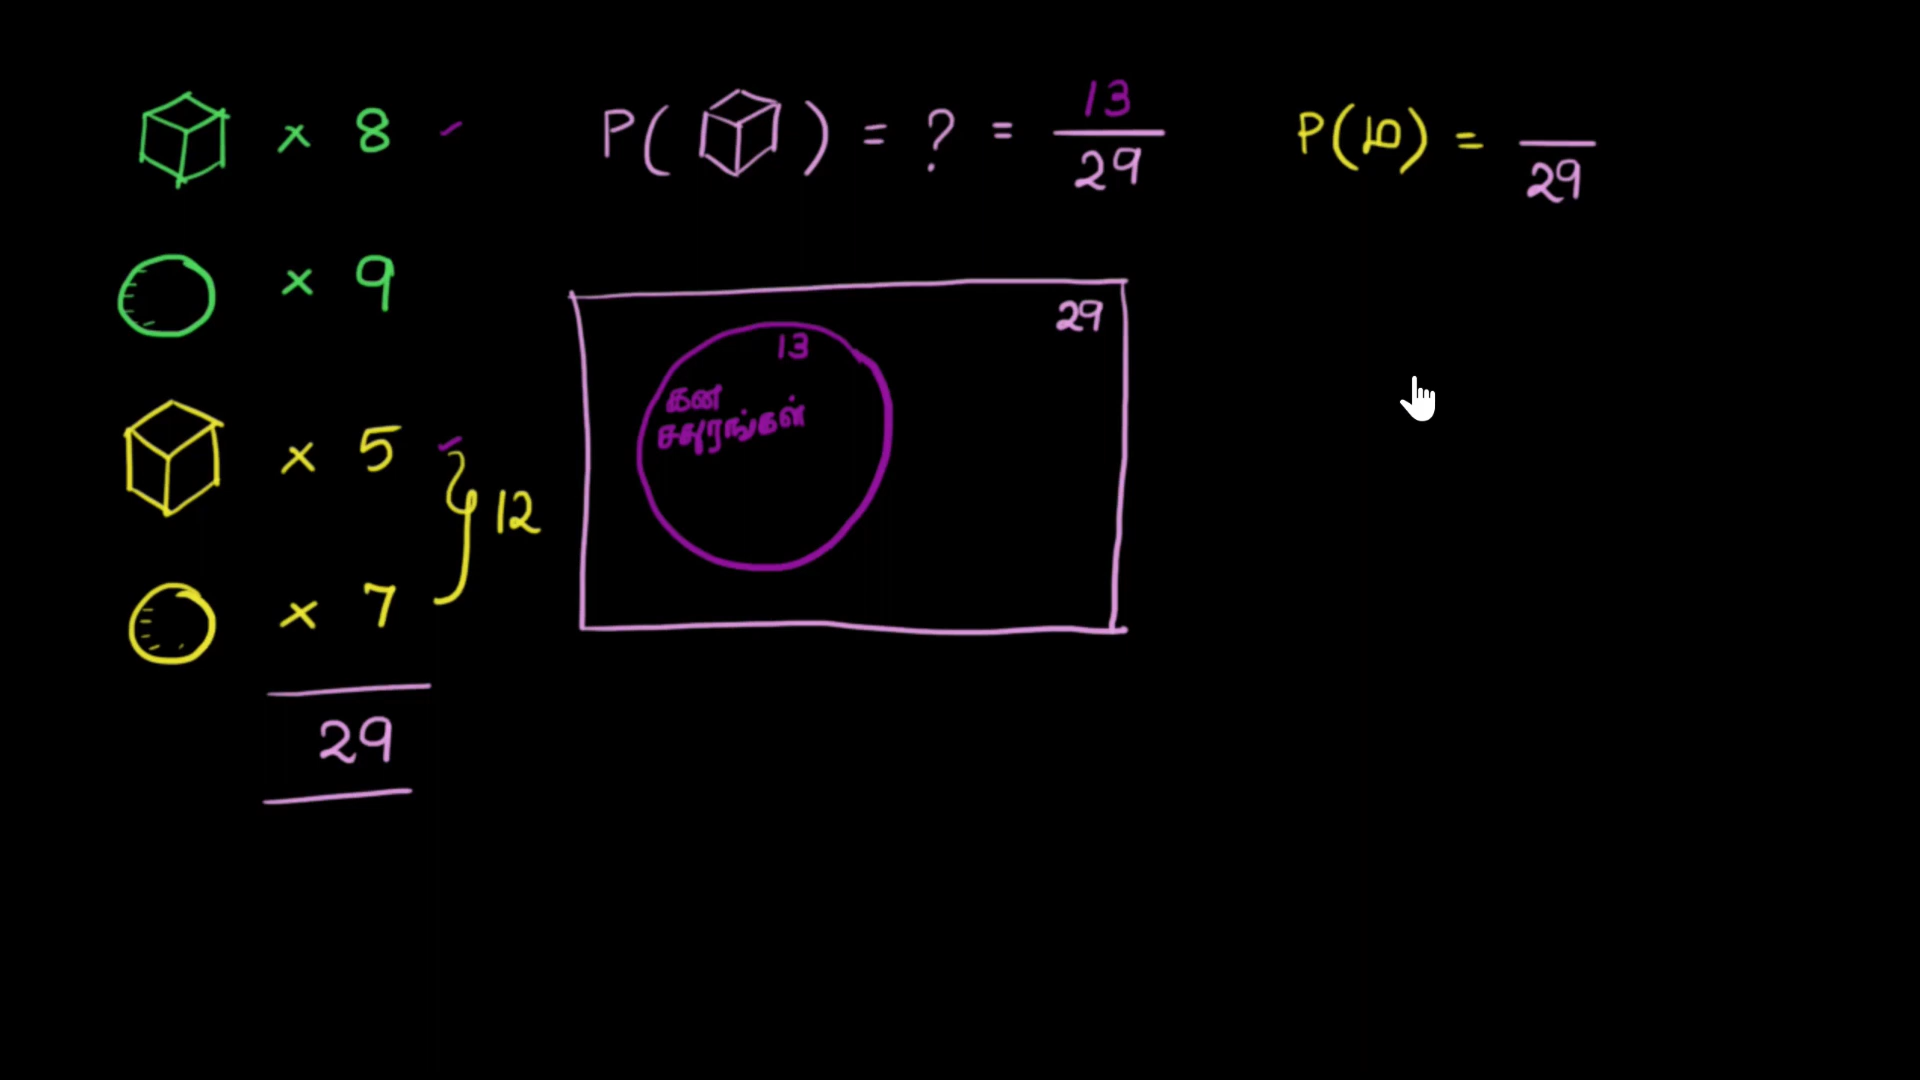 x 8
P( ) = ? = 13/29
P(ம) = /29
x 9
29
13
கன
சதுரங்கள்
x 5
12
x 7
29